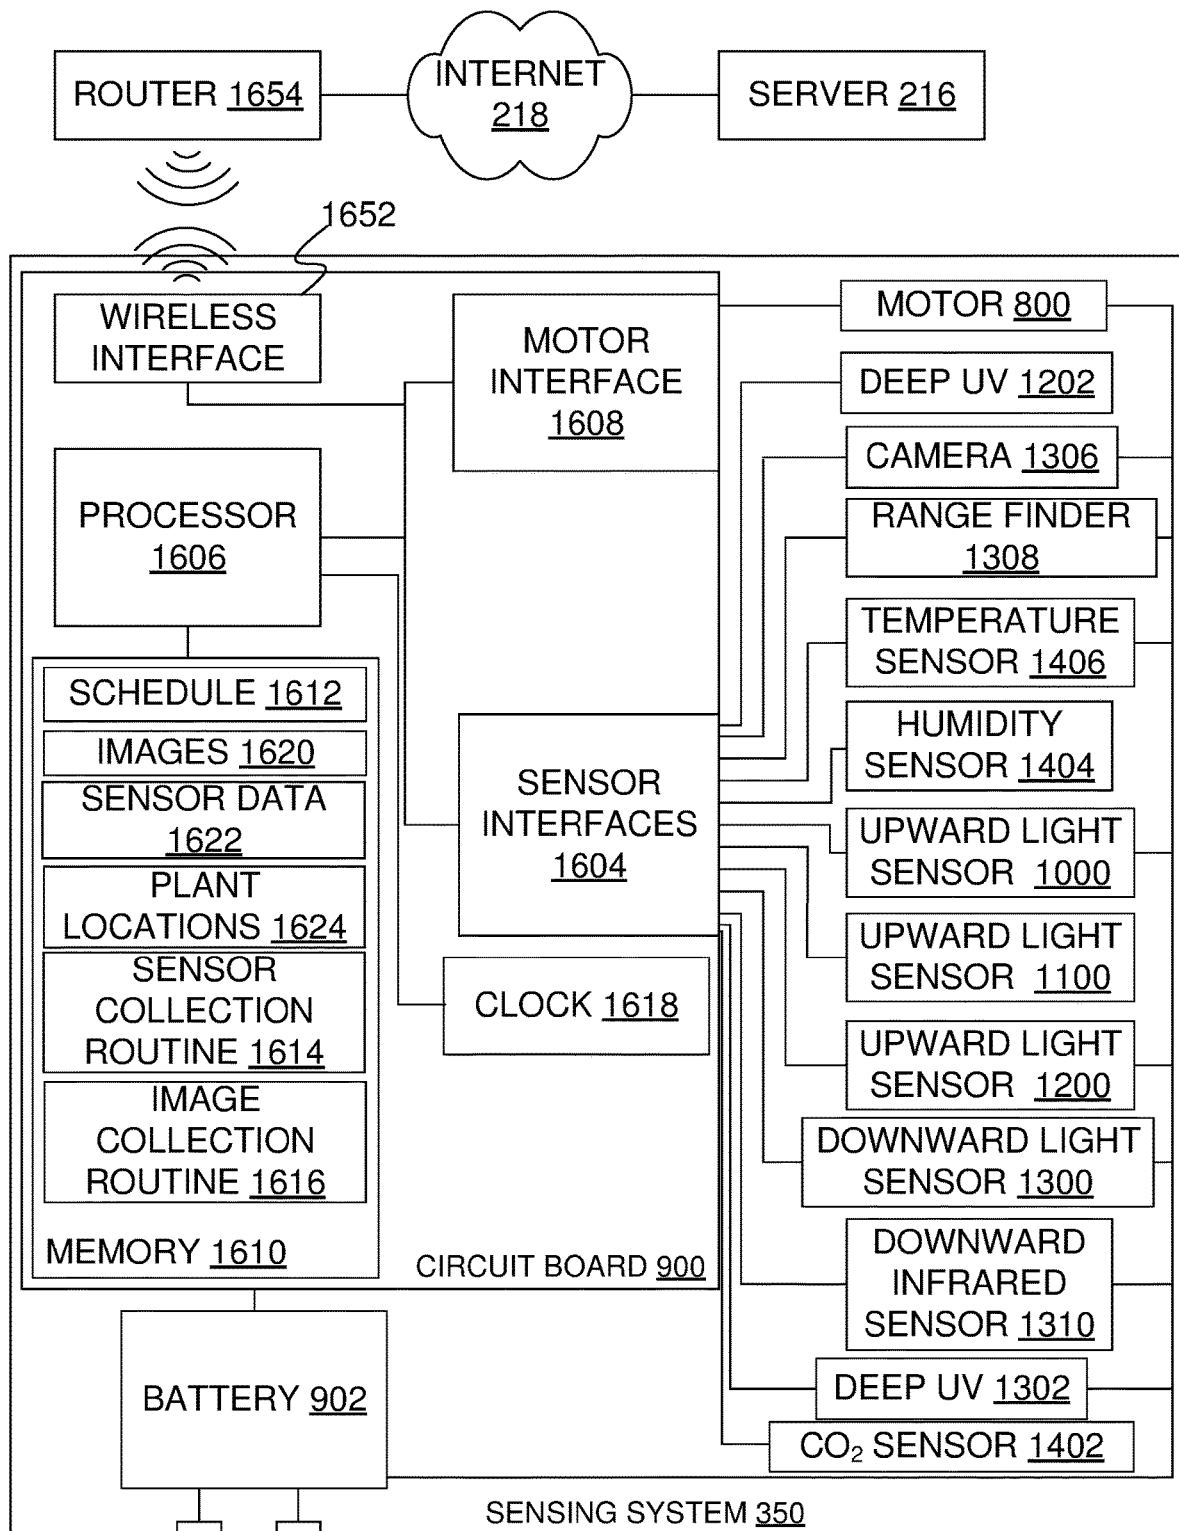 ROUTER 1654
INTERNET
218
SERVER 216
1652
WIRELESS
INTERFACE
MOTOR
INTERFACE
1608
PROCESSOR
1606
SCHEDULE 1612
IMAGES 1620
SENSOR DATA
1622
PLANT
LOCATIONS 1624
SENSOR
COLLECTION
ROUTINE 1614
IMAGE
COLLECTION
ROUTINE 1616
MEMORY 1610
SENSOR
INTERFACES
1604
CLOCK 1618
CIRCUIT BOARD 900
MOTOR 800
DEEP UV 1202
CAMERA 1306
RANGE FINDER
1308
TEMPERATURE
SENSOR 1406
HUMIDITY
SENSOR 1404
UPWARD LIGHT
SENSOR 1000
UPWARD LIGHT
SENSOR 1100
UPWARD LIGHT
SENSOR 1200
DOWNWARD LIGHT
SENSOR 1300
DOWNWARD
INFRARED
SENSOR 1310
DEEP UV 1302
CO₂ SENSOR 1402
BATTERY 902
SENSING SYSTEM 350